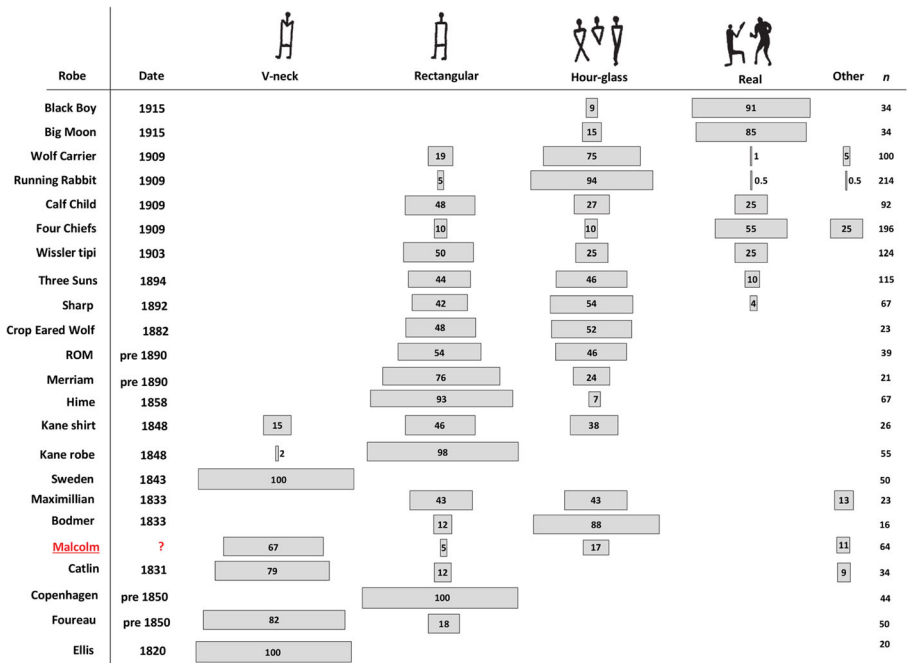 V-neck Rectangular Hour-glass Real Other n
Robe Date
Black Boy 1915 9 91 34
Big Moon 1915 15 85 34
Wolf Carrier 1909 19 75 1 5 100
Running Rabbit 1909 5 94 0.5 0.5 214
Calf Child 1909 48 27 25 92
Four Chiefs 1909 10 10 55 25 196
Wissler tipi 1903 50 25 25 124
Three Suns 1894 44 46 10 115
Sharp 1892 42 54 4 67
Crop Eared Wolf 1882 48 52 23
ROM pre 1890 54 46 39
Merriam pre 1890 76 24 21
Hime 1858 93 7 67
Kane shirt 1848 15 46 38 26
Kane robe 1848 2 98 55
Sweden 1843 100 50
Maximillian 1833 43 43 13 23
Bodmer 1833 12 88 16
Malcolm ? 67 5 17 11 64
Catlin 1831 79 12 9 34
Copenhagen pre 1850 100 44
Foureau pre 1850 82 18 50
Ellis 1820 100 20